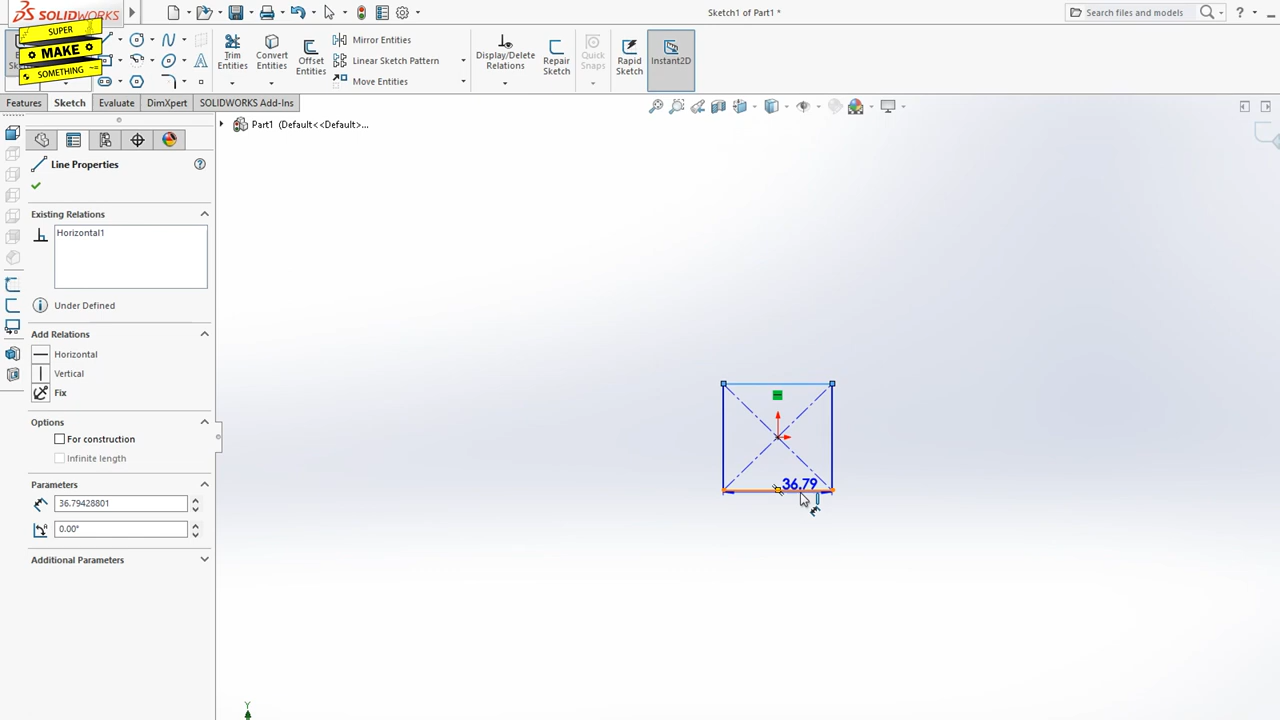 SOLIDWORKS
Sketch1 of Part1 *
Search files and models
?
SUPER
MAKE
SOMETHING
Trim Entities
Convert Entities
Offset Entities
Mirror Entities
Linear Sketch Pattern
Move Entities
Display/Delete Relations
Repair Sketch
Quick Snaps
Rapid Sketch
Instant2D
Features
Sketch
Evaluate
DimXpert
SOLIDWORKS Add-Ins
Part1 (Default<<Default>...
Line Properties
Existing Relations
Horizontal1
Under Defined
Add Relations
Horizontal
Vertical
Fix
Options
For construction
Infinite length
Parameters
36.79428801
0.00°
Additional Parameters
36.79
Y